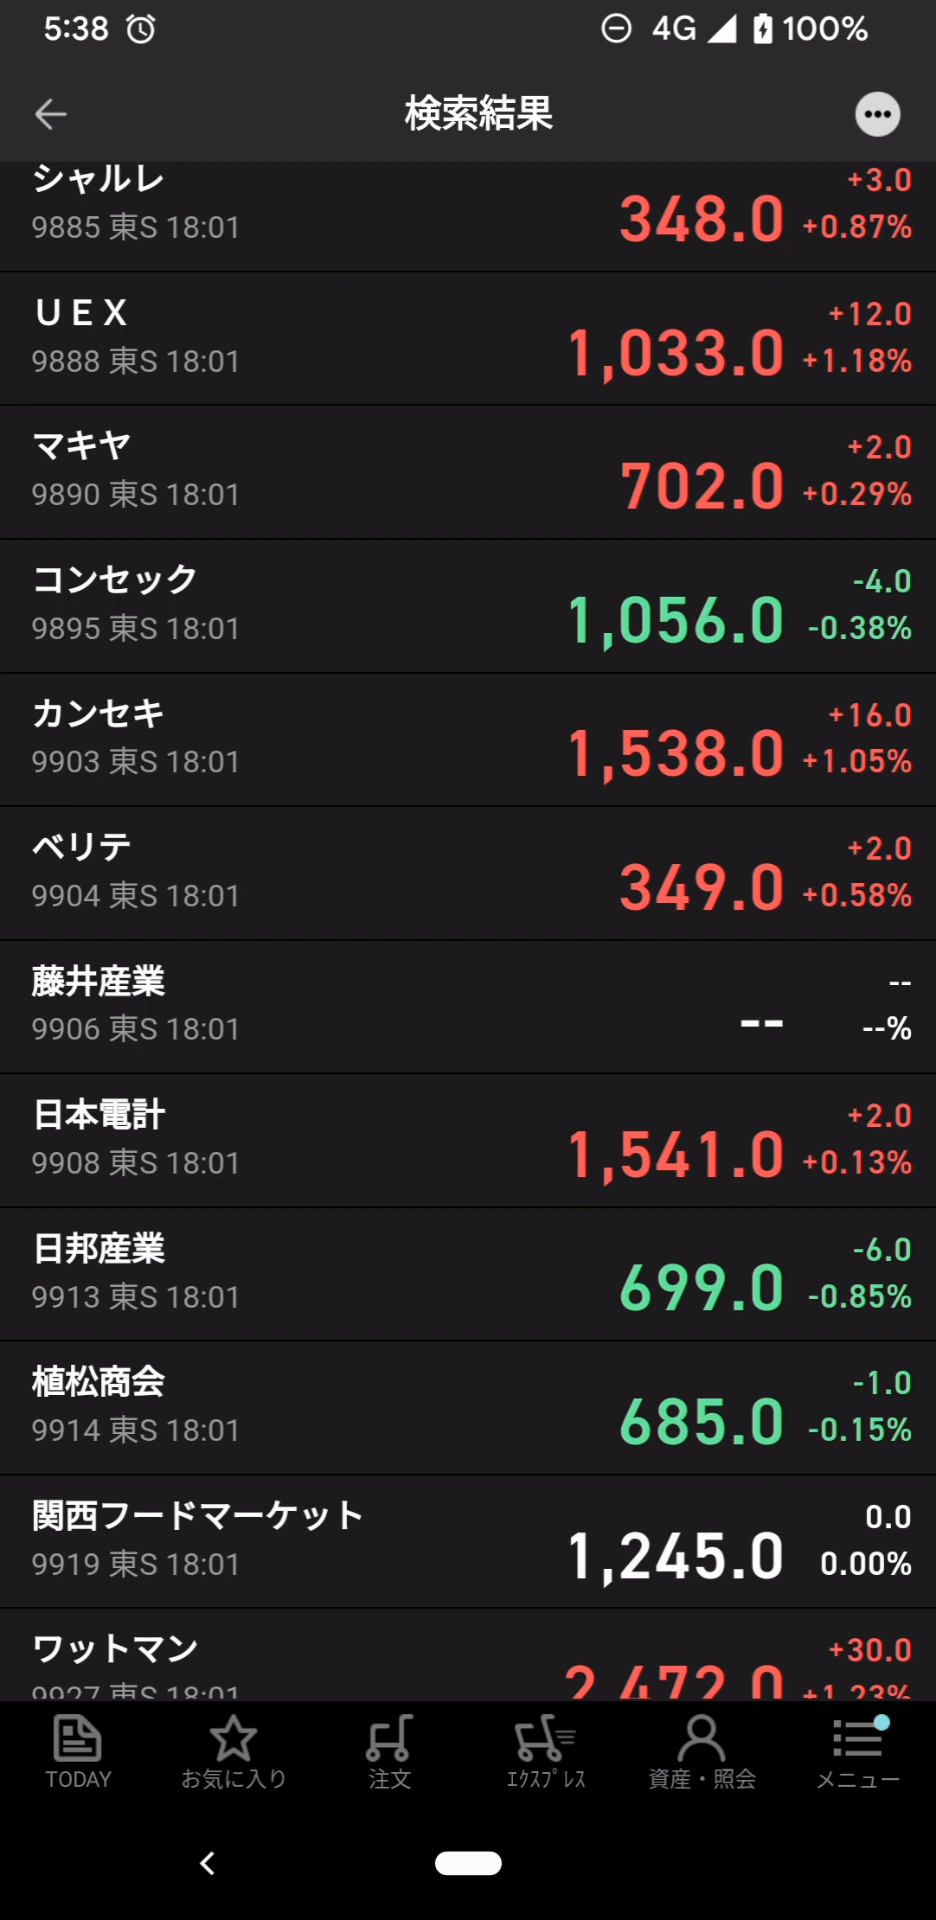 5:38 4G 100%
検索結果
シャルレ +3.0
9885 東S 18:01 348.0 +0.87%
ＵＥＸ +12.0
9888 東S 18:01 1,033.0 +1.18%
マキヤ +2.0
9890 東S 18:01 702.0 +0.29%
コンセック -4.0
9895 東S 18:01 1,056.0 -0.38%
カンセキ +16.0
9903 東S 18:01 1,538.0 +1.05%
ベリテ +2.0
9904 東S 18:01 349.0 +0.58%
藤井産業 --
9906 東S 18:01 -- --%
日本電計 +2.0
9908 東S 18:01 1,541.0 +0.13%
日邦産業 -6.0
9913 東S 18:01 699.0 -0.85%
植松商会 -1.0
9914 東S 18:01 685.0 -0.15%
関西フードマーケット 0.0
9919 東S 18:01 1,245.0 0.00%
ワットマン +30.0
9927 東S 18:01 2,472.0 +1.23%
TODAY お気に入り 注文 ｴｸｽﾌﾟﾚｽ 資産・照会 メニュー